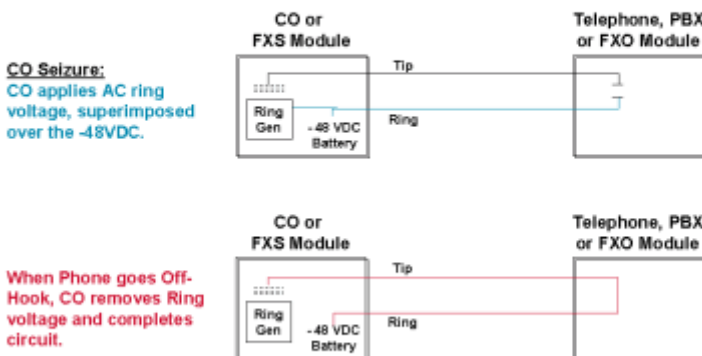 CO or
FXS Module
Telephone, PBX
or FXO Module
CO Seizure:
CO applies AC ring
voltage, superimposed
over the -48VDC.
Tip
Ring
Gen
- 48 VDC
Battery
Ring
CO or
FXS Module
Telephone, PBX
or FXO Module
When Phone goes Off-
Hook, CO removes Ring
voltage and completes
circuit.
Tip
Ring
Gen
- 48 VDC
Battery
Ring